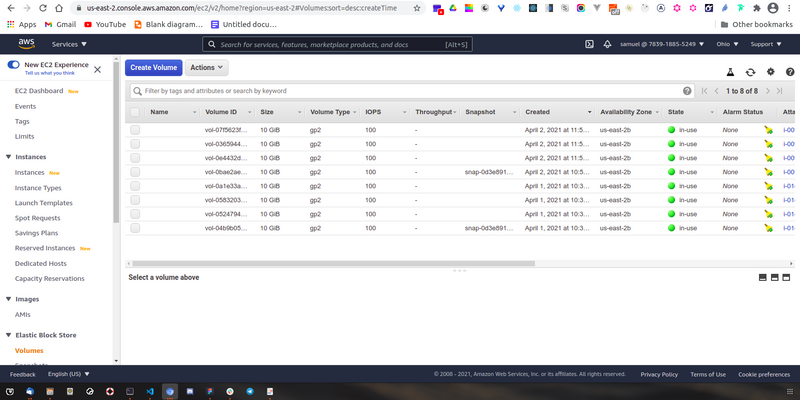 us-east-2.console.aws.amazon.com/ec2/v2/home?region=us-east-2#Volumes:sort=desc:createTime
Apps Gmail YouTube Blank diagram... Untitled docu... Other bookmarks
aws Services Search for services, features, marketplace products, and docs [Alt+S] samuel @ 7839-1885-5249 Ohio Support
New EC2 Experience
Tell us what you think
EC2 Dashboard New
Events
Tags
Limits
Instances
Instances New
Instance Types
Launch Templates
Spot Requests
Savings Plans
Reserved Instances New
Dedicated Hosts
Capacity Reservations
Images
AMIs
Elastic Block Store
Volumes
Create Volume Actions
Filter by tags and attributes or search by keyword 1 to 8 of 8
Name Volume ID Size Volume Type IOPS Throughput Snapshot Created Availability Zone State Alarm Status Atta
vol-07f5623f... 10 GiB gp2 100 - April 2, 2021 at 11:5... us-east-2b in-use None i-00
vol-0365944... 10 GiB gp2 100 - April 2, 2021 at 11:5... us-east-2b in-use None i-00
vol-0e4432d... 10 GiB gp2 100 - April 2, 2021 at 11:5... us-east-2b in-use None i-00
vol-0bae2ae... 10 GiB gp2 100 - snap-0d3e891... April 2, 2021 at 10:5... us-east-2b in-use None i-00
vol-0a1e33a... 10 GiB gp2 100 - April 1, 2021 at 10:3... us-east-2b in-use None i-01
vol-0583203... 10 GiB gp2 100 - April 1, 2021 at 10:3... us-east-2b in-use None i-01
vol-0524794... 10 GiB gp2 100 - April 1, 2021 at 10:3... us-east-2b in-use None i-01
vol-04b9b05... 10 GiB gp2 100 - snap-0d3e891... April 1, 2021 at 10:3... us-east-2b in-use None i-01
Select a volume above
Feedback English (US) © 2008 - 2021, Amazon Web Services, Inc. or its affiliates. All rights reserved. Privacy Policy Terms of Use Cookie preferences